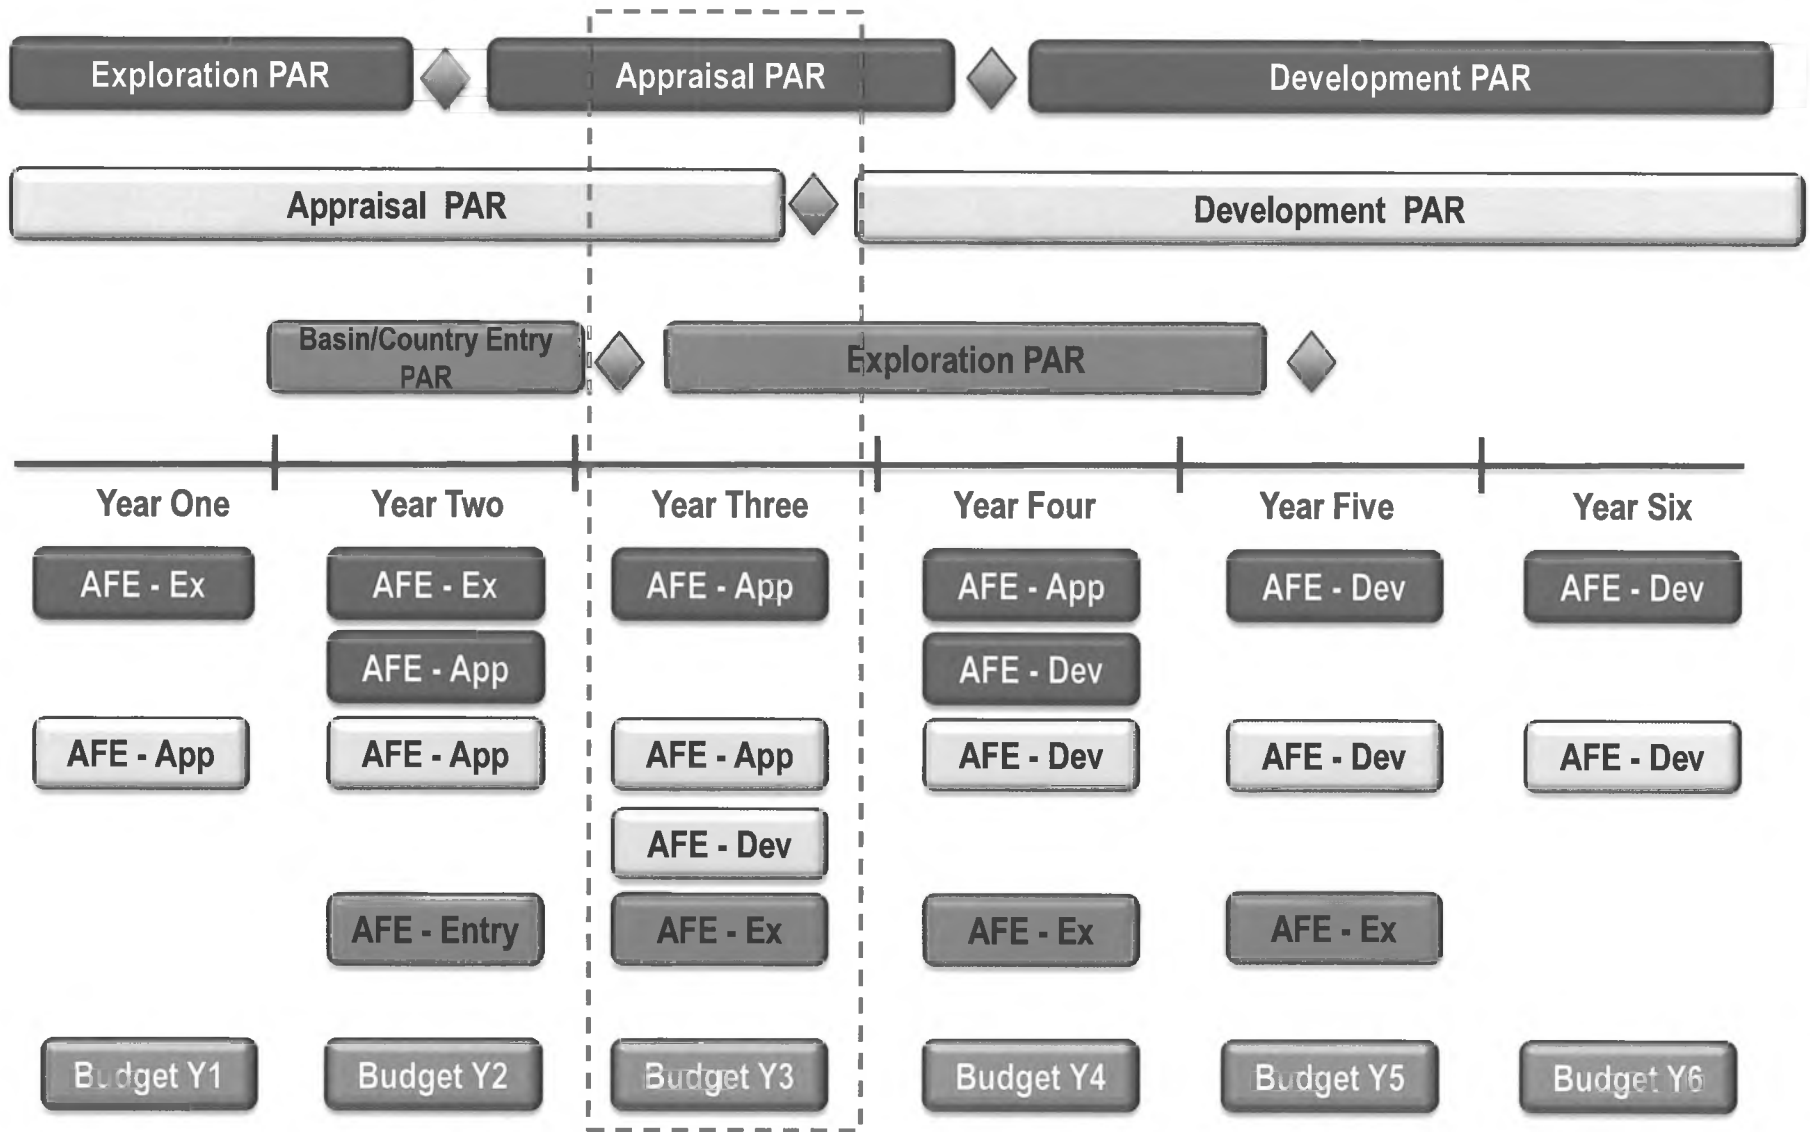 Exploration PAR
Appraisal PAR
Development PAR
Appraisal PAR
Development PAR
Basin/Country Entry
PAR
Exploration PAR
Year One
Year Two
Year Three
Year Four
Year Five
Year Six
AFE - Ex
AFE - Ex
AFE - App
AFE - App
AFE - Dev
AFE - Dev
AFE - App
AFE - Dev
AFE - App
AFE - App
AFE - App
AFE - Dev
AFE - Dev
AFE - Dev
AFE - Dev
AFE - Entry
AFE - Ex
AFE - Ex
AFE - Ex
Budget Y1
Budget Y2
Budget Y3
Budget Y4
Budget Y5
Budget Y6